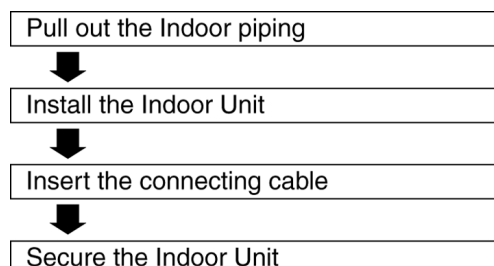 Pull out the Indoor piping
Install the Indoor Unit
Insert the connecting cable
Secure the Indoor Unit